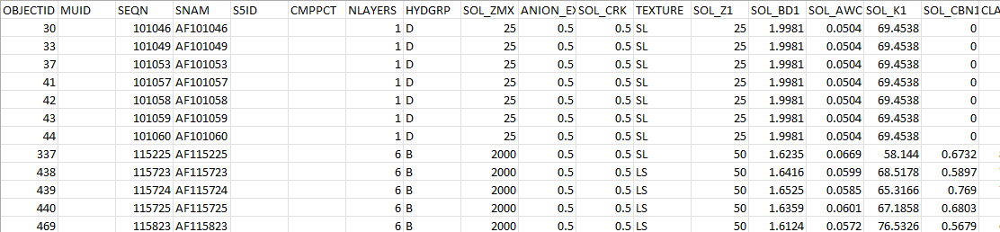 OBJECTID MUID SEQN SNAM S5ID CMPPCT NLAYERS HYDGRP SOL_ZMX ANION_EX SOL_CRK TEXTURE SOL_Z1 SOL_BD1 SOL_AWC SOL_K1 SOL_CBN1 CLA
30 101046 AF101046 1 D 25 0.5 0.5 SL 25 1.9981 0.0504 69.4538 0
33 101049 AF101049 1 D 25 0.5 0.5 SL 25 1.9981 0.0504 69.4538 0
37 101053 AF101053 1 D 25 0.5 0.5 SL 25 1.9981 0.0504 69.4538 0
41 101057 AF101057 1 D 25 0.5 0.5 SL 25 1.9981 0.0504 69.4538 0
42 101058 AF101058 1 D 25 0.5 0.5 SL 25 1.9981 0.0504 69.4538 0
43 101059 AF101059 1 D 25 0.5 0.5 SL 25 1.9981 0.0504 69.4538 0
44 101060 AF101060 1 D 25 0.5 0.5 SL 25 1.9981 0.0504 69.4538 0
337 115225 AF115225 6 B 2000 0.5 0.5 SL 50 1.6235 0.0669 58.144 0.6732
438 115723 AF115723 6 B 2000 0.5 0.5 LS 50 1.6416 0.0599 68.5178 0.5897
439 115724 AF115724 6 B 2000 0.5 0.5 LS 50 1.6525 0.0585 65.3166 0.769
440 115725 AF115725 6 B 2000 0.5 0.5 LS 50 1.6359 0.0601 67.1858 0.6803
469 115823 AF115823 6 B 2000 0.5 0.5 LS 50 1.6124 0.0572 76.5326 0.5679